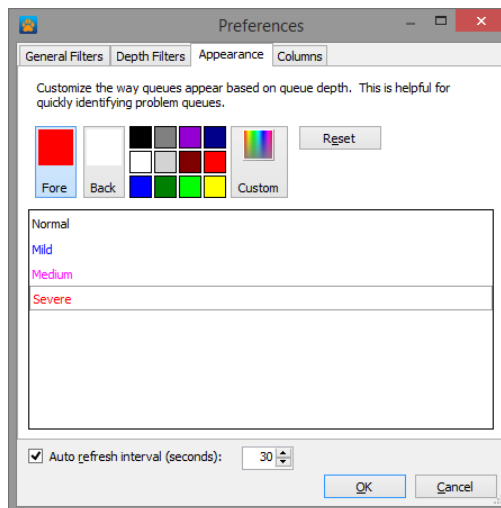 Preferences
General Filters Depth Filters Appearance Columns
Customize the way queues appear based on queue depth. This is helpful for
quickly identifying problem queues.
Reset
Fore Back Custom
Normal
Mild
Medium
Severe
Auto refresh interval (seconds): 30
OK Cancel